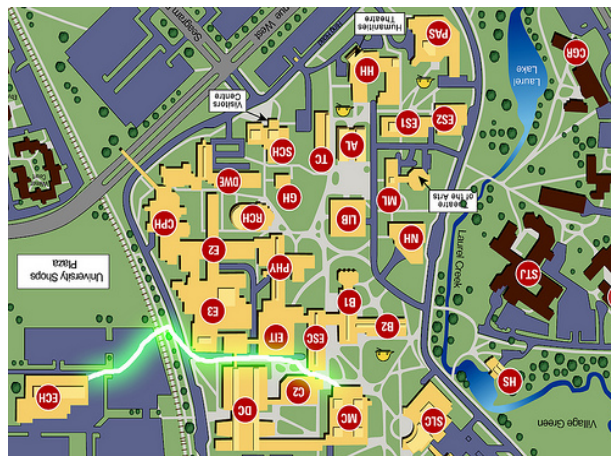 Village Green
SLC
MC
DC
ECH
C2
HS
ESC
EIT
B2
E3
B1
University Shops
Plaza
STJ
PHY
Laurel Creek
E2
NH
CPH
RCH
LIB
Theatre
of the Arts
ML
GH
DWE
TC
SCH
AL
ES2
ES1
Visitors
Centre
Laurel
Lake
HH
CGR
PAS
Humanities
Theatre
Seagram